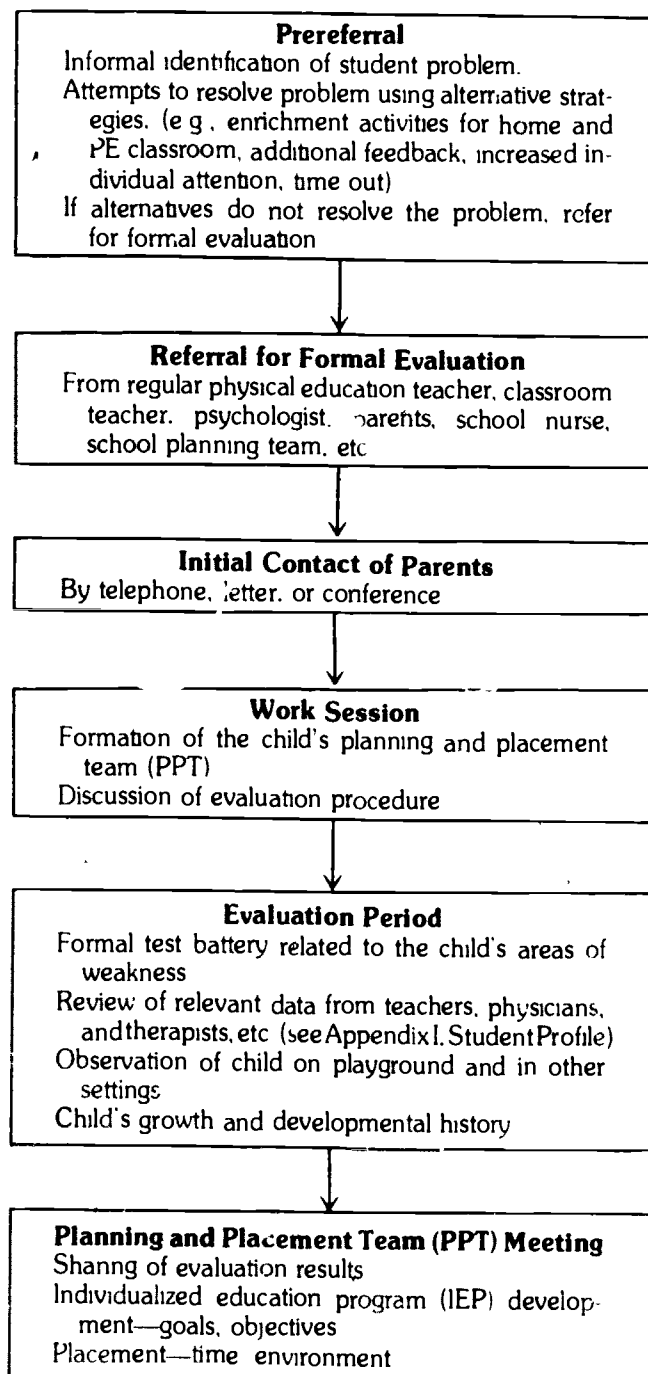 Prereferral
Informal identification of student problem.
Attempts to resolve problem using alternative strat-
egies. (e g , enrichment activities for home and
PE classroom, additional feedback, increased in-
dividual attention, time out)
If alternatives do not resolve the problem, refer
for formal evaluation
Referral for Formal Evaluation
From regular physical education teacher, classroom
teacher. psychologist. parents, school nurse,
school planning team, etc
Initial Contact of Parents
By telephone, letter. or conference
Work Session
Formation of the child's planning and placement
team (PPT)
Discussion of evaluation procedure
Evaluation Period
Formal test battery related to the child's areas of
weakness
Review of relevant data from teachers, physicians,
and therapists, etc (see Appendix I. Student Profile)
Observation of child on playground and in other
settings
Child's growth and developmental history
Planning and Placement Team (PPT) Meeting
Sharing of evaluation results
Individualized education program (IEP) develop-
ment—goals, objectives
Placement—time environment